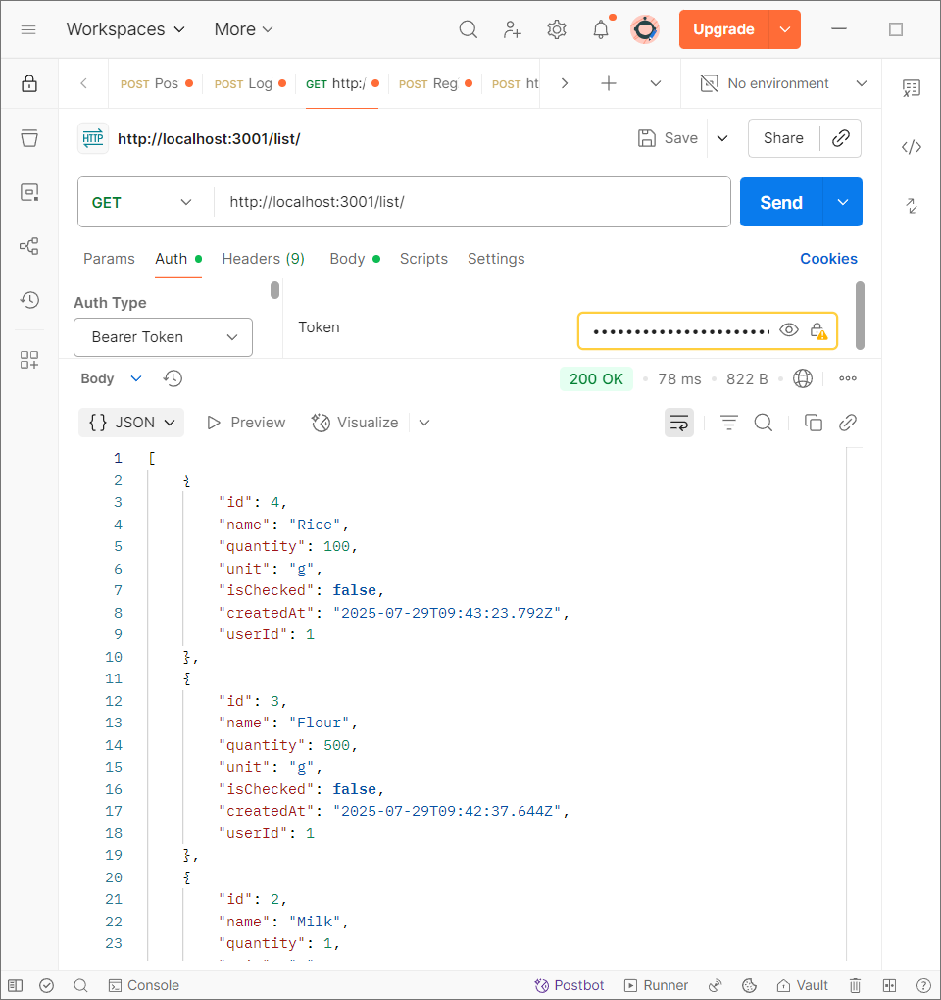 Workspaces More Upgrade
POST Pos POST Log GET http:/ POST Reg POST ht No environment
HTTP http://localhost:3001/list/ Save Share
GET http://localhost:3001/list/ Send
Params Auth Headers (9) Body Scripts Settings Cookies
Auth Type
Bearer Token
Token ••••••••••••••••••••••
Body 200 OK • 78 ms • 822 B •
{} JSON Preview Visualize
1 [
2 {
3 "id": 4,
4 "name": "Rice",
5 "quantity": 100,
6 "unit": "g",
7 "isChecked": false,
8 "createdAt": "2025-07-29T09:43:23.792Z",
9 "userId": 1
10 },
11 {
12 "id": 3,
13 "name": "Flour",
14 "quantity": 500,
15 "unit": "g",
16 "isChecked": false,
17 "createdAt": "2025-07-29T09:42:37.644Z",
18 "userId": 1
19 },
20 {
21 "id": 2,
22 "name": "Milk",
23 "quantity": 1,
Console Postbot Runner Vault